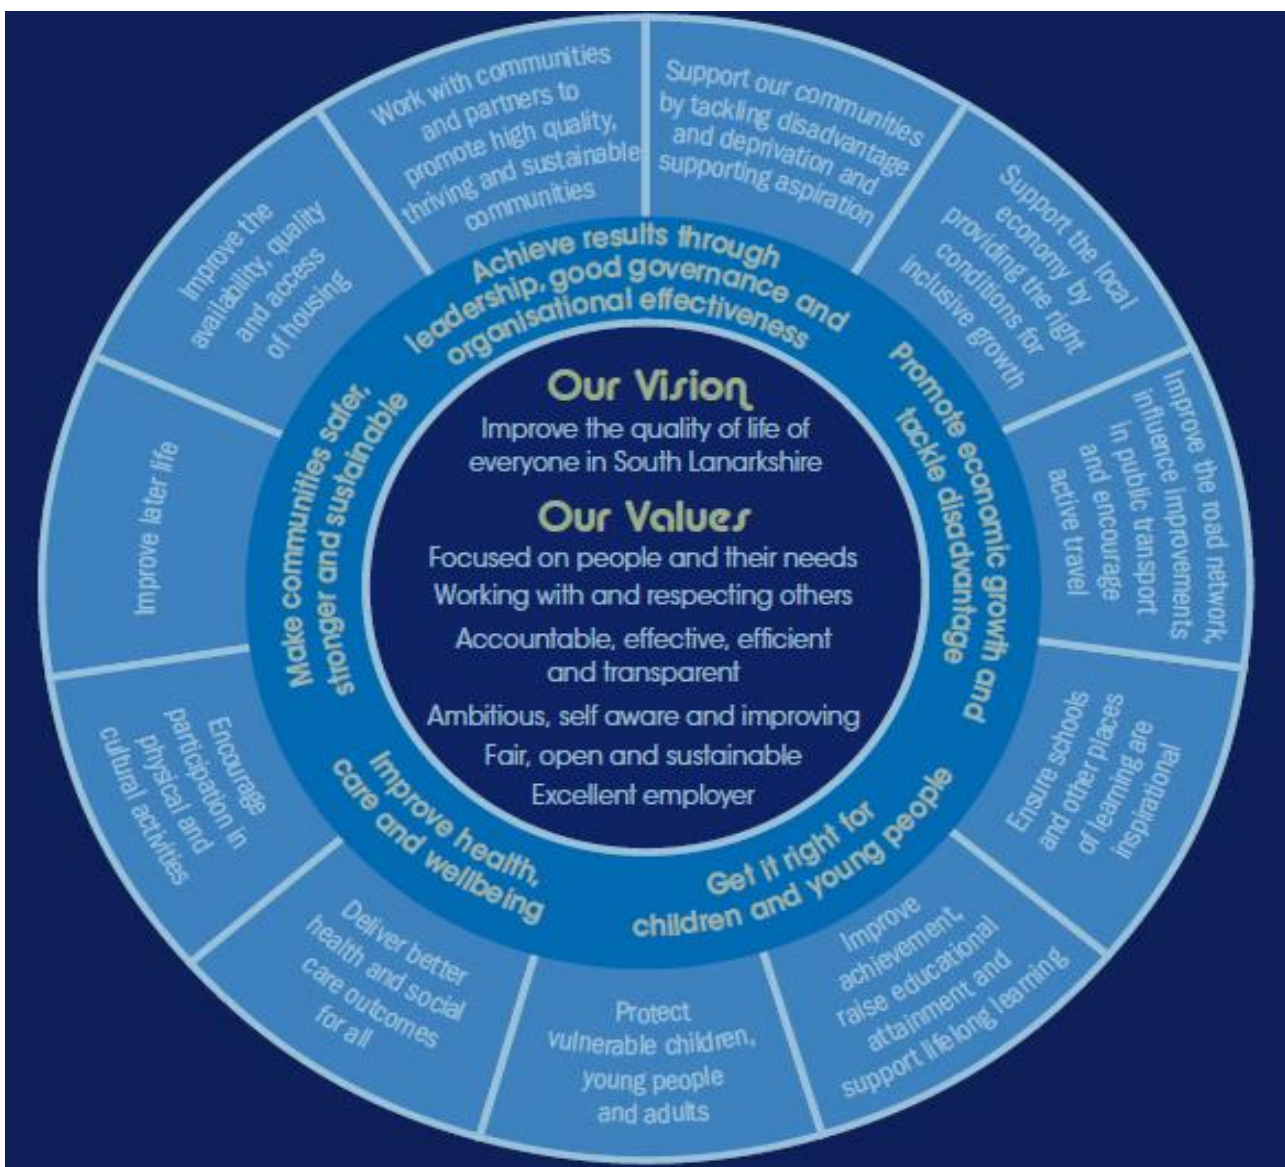 Our Vision
Improve the quality of life of
everyone in South Lanarkshire
Our Values
Focused on people and their needs
Working with and respecting others
Accountable, effective, efficient
and transparent
Ambitious, self aware and improving
Fair, open and sustainable
Excellent employer
Achieve results through
leadership, good governance and
organisational effectiveness
Promote economic growth and
tackle disadvantage
Get it right for
children and young people
Improve health,
care and wellbeing
Make communities safer,
stronger and sustainable
Support our communities
by tackling disadvantage
and deprivation and
supporting aspiration
Support the local
economy by
providing the right
conditions for
inclusive growth
Improve the road network,
influence improvements
in public transport
and encourage
active travel
Ensure schools
and other places
of learning are
inspirational
Improve
achievement,
raise educational
attainment and
support lifelong learning
Protect
vulnerable children,
young people
and adults
Deliver better
health and social
care outcomes
for all
Encourage
participation in
physical and
cultural activities
Improve later life
Improve the
availability, quality
and access
of housing
Work with communities
and partners to
promote high quality,
thriving and sustainable
communities